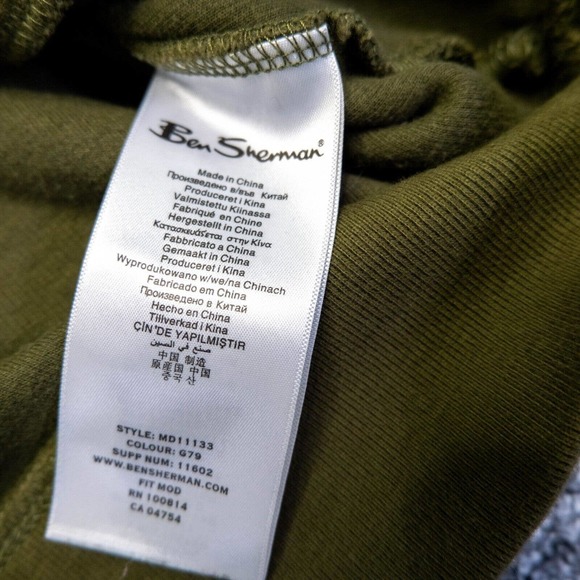 Ben Sherman®
Made in China
Произведено в/във Китай
Produceret i Kina
Valmistettu Kiinassa
Fabriqué en Chine
Hergestellt in China
Κατασκευάζεται στην Κίνα
Fabbricato a China
Gemaakt in China
Produceret i Kina
Wyprodukowano w/we/na Chinach
Fabricado em China
Произведено в Китай
Hecho en China
Tillverkad i Kina
ÇİN'DE YAPILMIŞTIR
صنع في الصين
中国 制造
原産国 中国
중국 산
STYLE: MD11133
COLOUR: G79
SUPP NUM: 11602
WWW.BENSHERMAN.COM
FIT MOD
RN 100814
CA 04754